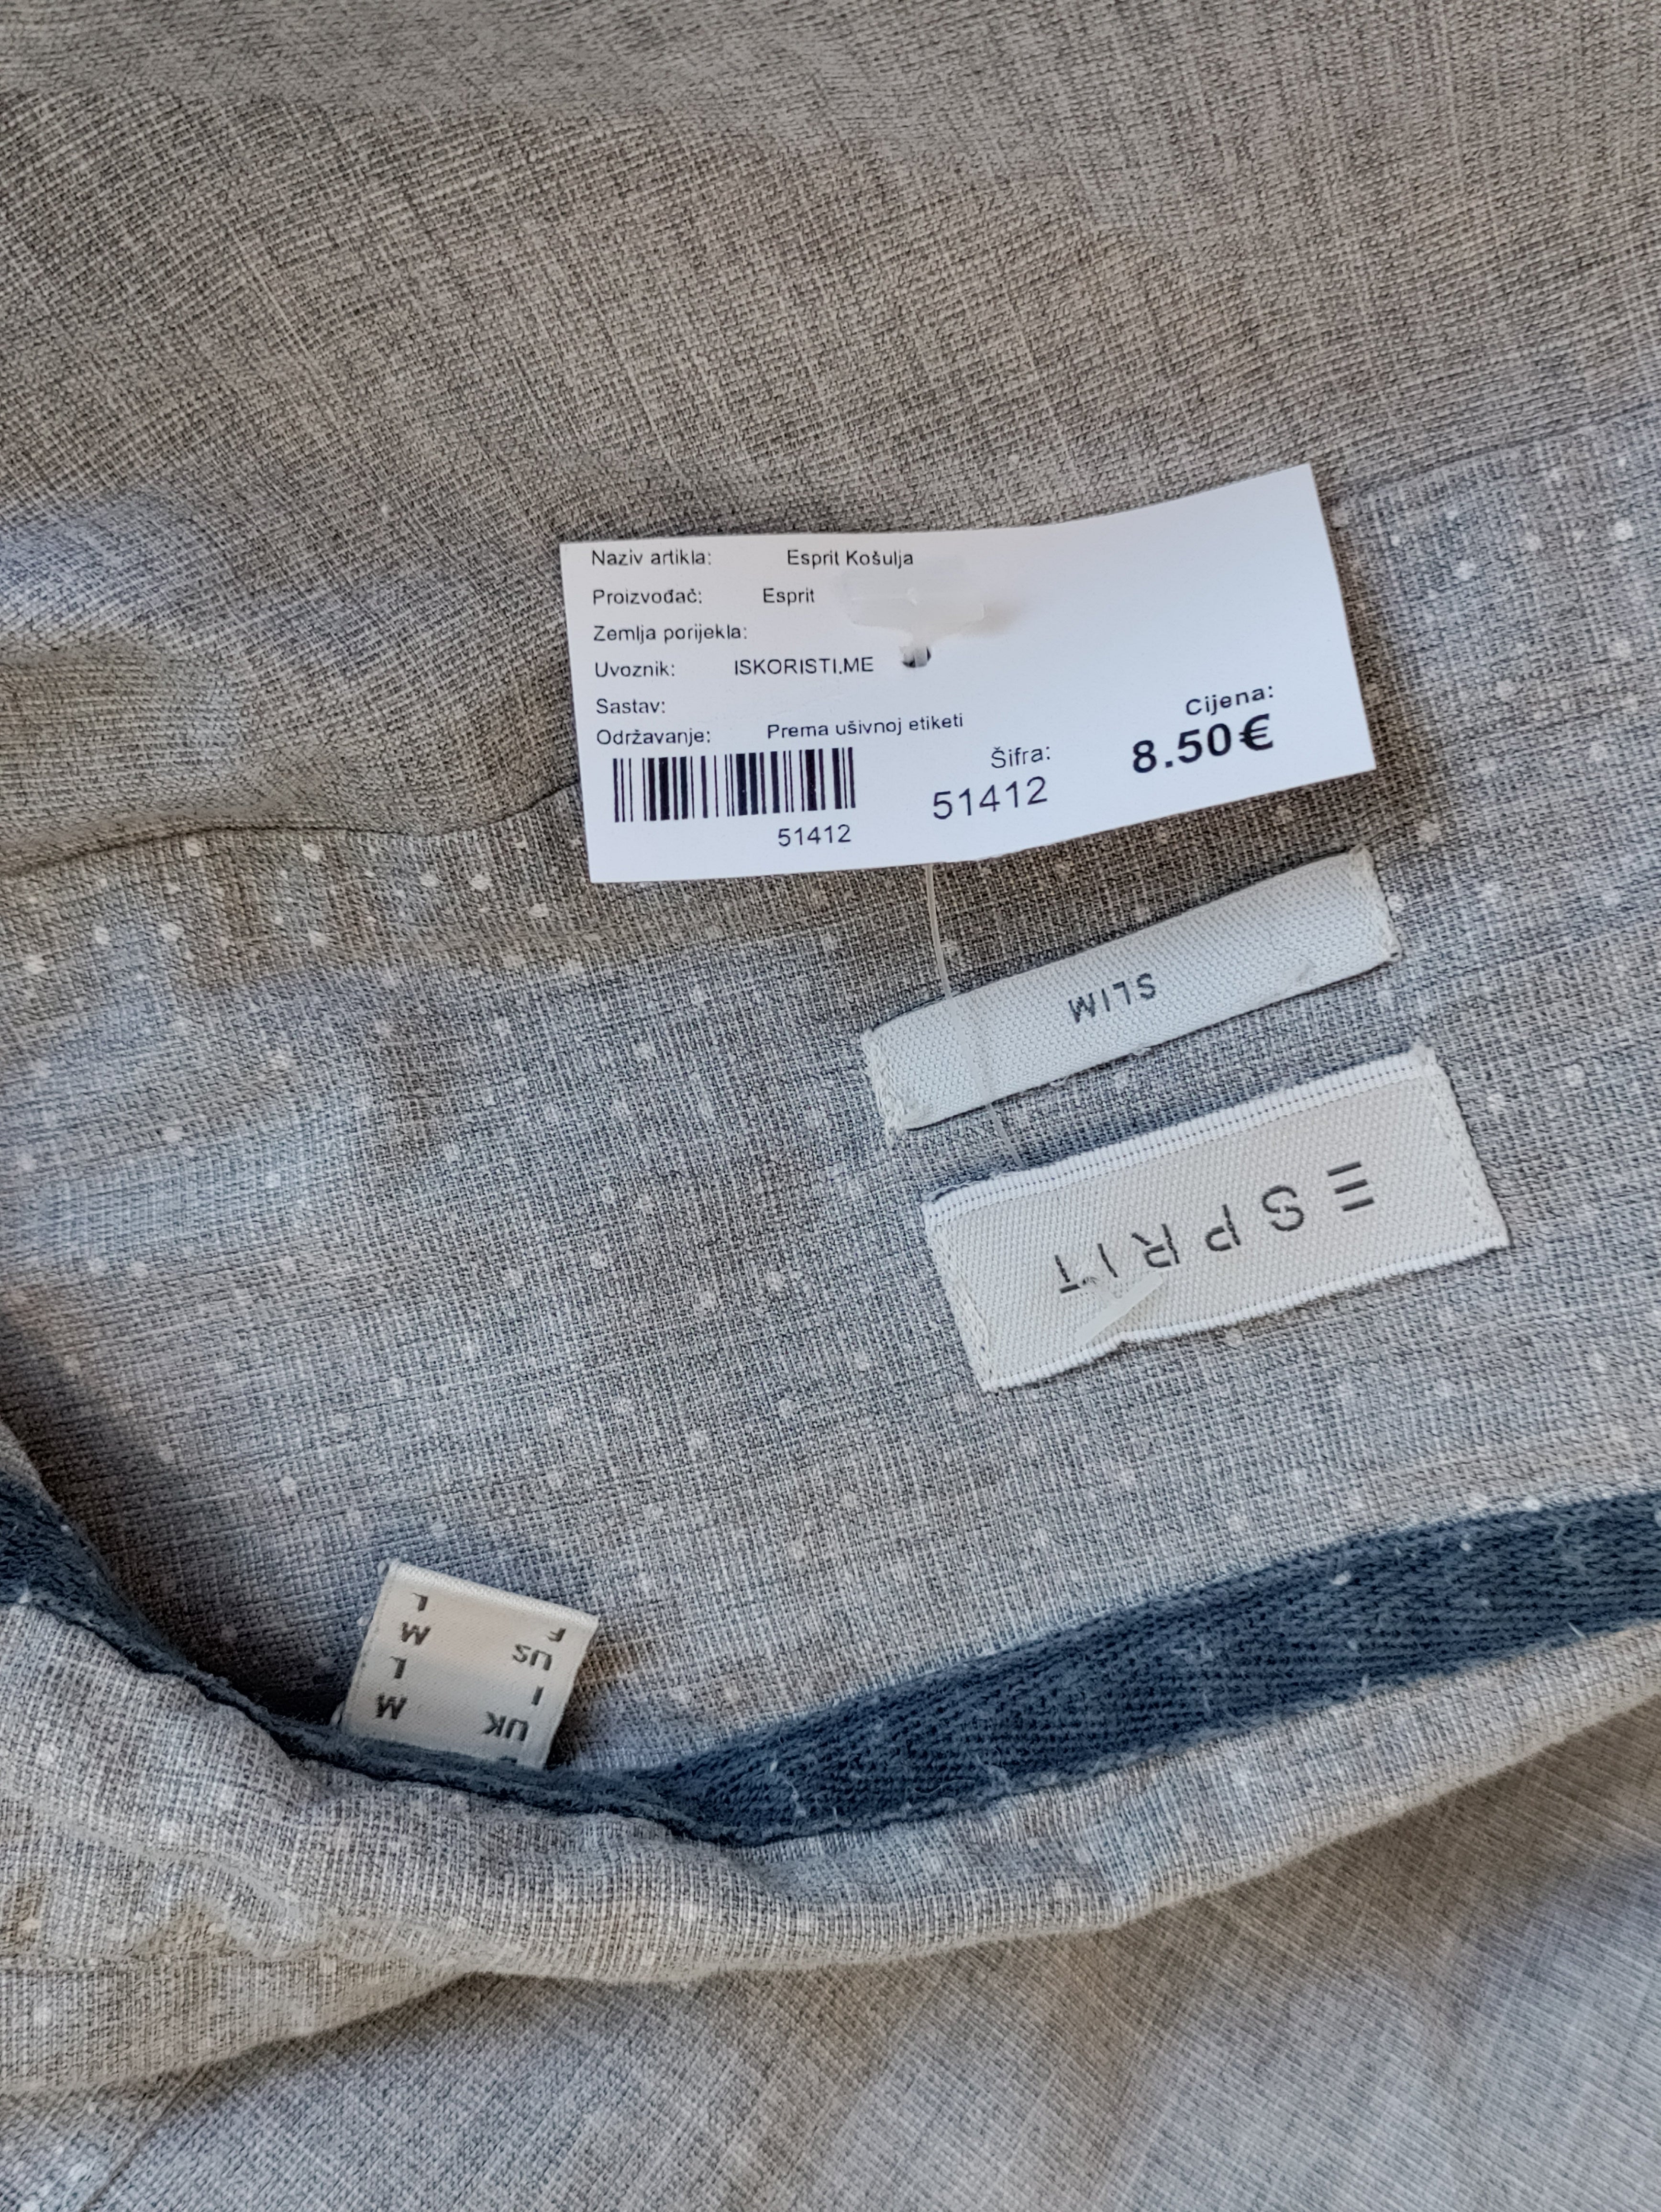 Naziv artikla: Esprit Košulja
Proizvođač: Esprit
Zemlja porijekla:
Uvoznik: ISKORISTI.ME
Sastav:
Održavanje: Prema ušivnoj etiketi
51412
Šifra:
51412
Cijena:
8.50€
SLIM
ESPRIT
UK M
I L
US M
F L